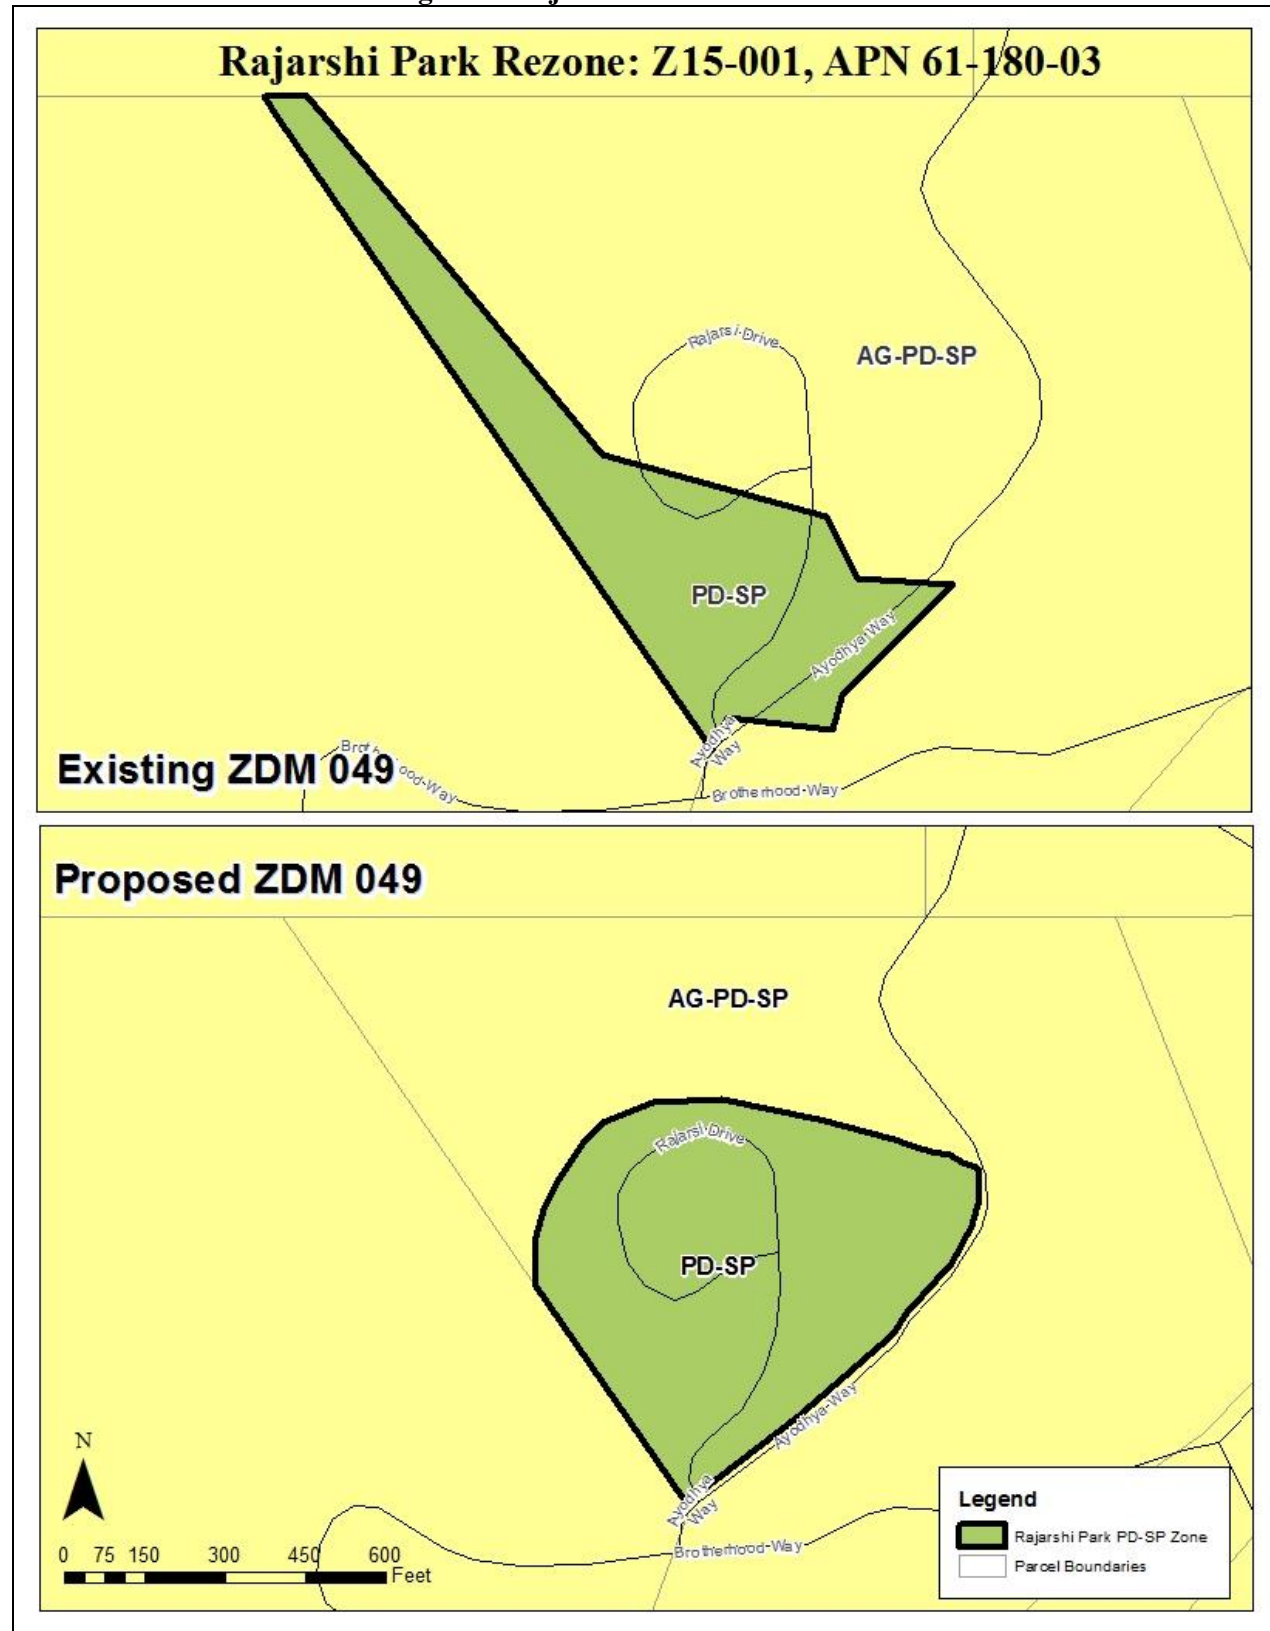 Rajarshi Park Rezone: Z15-001, APN 61-180-03
Rajarsi Drive
AG-PD-SP
PD-SP
Ayodhya Way
Ayodhya
Way
Brotherhood Way
Existing ZDM 049
Brotherhood Way
Proposed ZDM 049
AG-PD-SP
Rajarsi Drive
PD-SP
Ayodhya Way
Ayodhya
Way
Brotherhood Way
N
0 75 150 300 450 600
Feet
Legend
Rajarshi Park PD-SP Zone
Parcel Boundaries